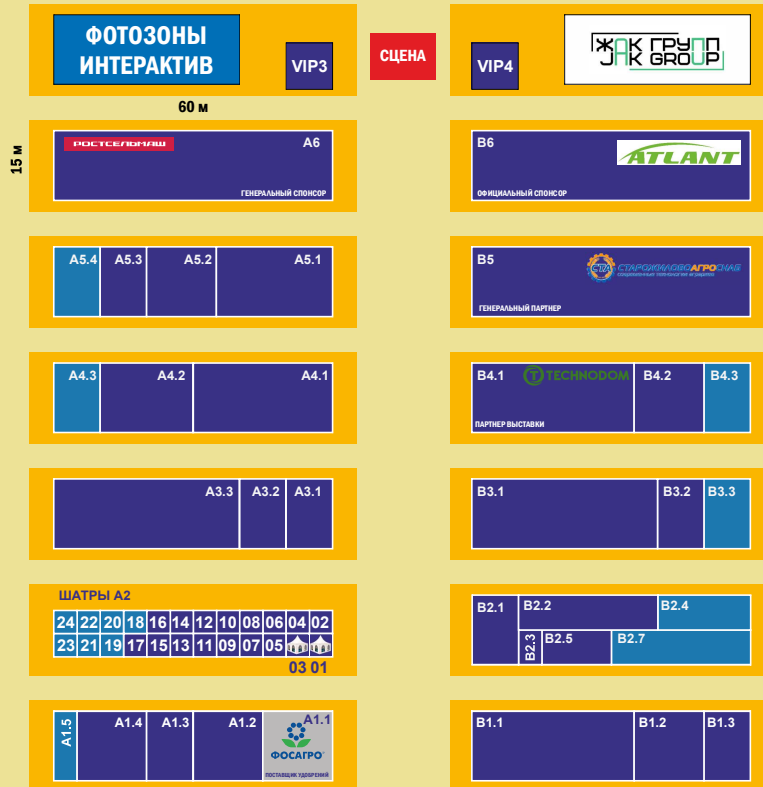 ФОТОЗОНЫ
ИНТЕРАКТИВ
VIP3
СЦЕНА
VIP4
ЖАК ГРУПП
JAK GROUP
60 м
15 м
РОСТСЕЛЬМАШ
A6
ГЕНЕРАЛЬНЫЙ СПОНСОР
B6
ATLANT
ОФИЦИАЛЬНЫЙ СПОНСОР
A5.4 A5.3 A5.2 A5.1
B5
СТА СТАРОЖИЛОВОАГРОСНАБ
ГЕНЕРАЛЬНЫЙ ПАРТНЕР
A4.3 A4.2 A4.1
B4.1 TECHNODOM B4.2 B4.3
ПАРТНЕР ВЫСТАВКИ
A3.3 A3.2 A3.1
B3.1 B3.2 B3.3
ШАТРЫ A2
24 22 20 18 16 14 12 10 08 06 04 02
23 21 19 17 15 13 11 09 07 05
03 01
B2.1 B2.2 B2.4
B2.3 B2.5 B2.7
A1.5 A1.4 A1.3 A1.2 A1.1
ФОСАГРО
ПОСТАВЩИК УДОБРЕНИЙ
B1.1 B1.2 B1.3